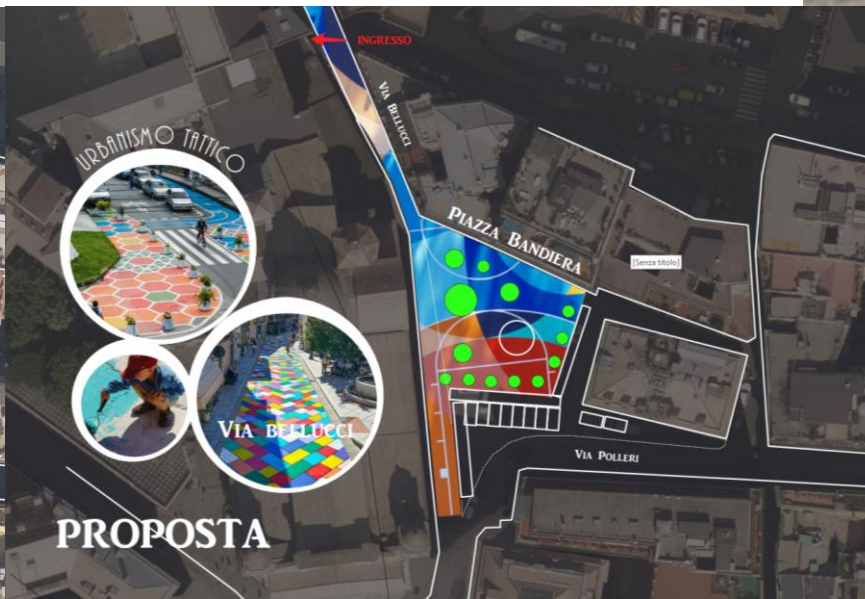 INGRESSO
VIA BELLUCCI
URBANISMO TATTICO
PIAZZA BANDIERA
[Senza titolo]
VIA BELLUCCI
VIA POLLERI
PROPOSTA